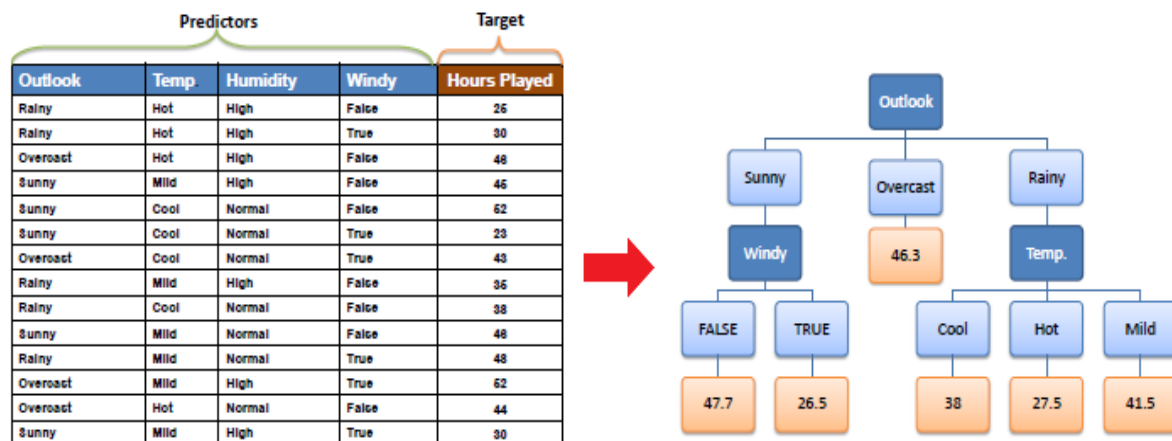 Predictors Target
Outlook Temp. Humidity Windy Hours Played
Rainy Hot High False 25
Rainy Hot High True 30
Overcast Hot High False 46
Sunny Mild High False 45
Sunny Cool Normal False 52
Sunny Cool Normal True 23
Overcast Cool Normal True 43
Rainy Mild High False 35
Rainy Cool Normal False 38
Sunny Mild Normal False 46
Rainy Mild Normal True 48
Overcast Mild High True 52
Overcast Hot Normal False 44
Sunny Mild High True 30
Outlook
Sunny Overcast Rainy
Windy 46.3 Temp.
FALSE TRUE Cool Hot Mild
47.7 26.5 38 27.5 41.5